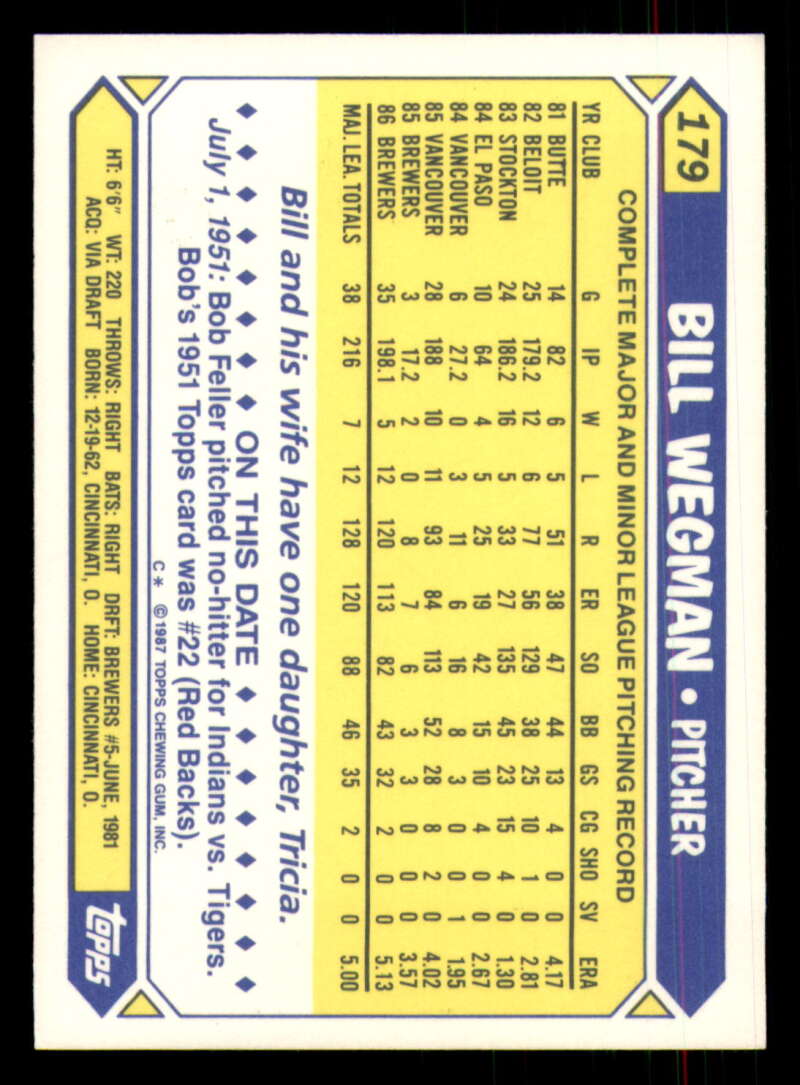 179 BILL WEGMAN • PITCHER
COMPLETE MAJOR AND MINOR LEAGUE PITCHING RECORD
YR CLUB G IP W L R ER SO BB GS CG SHO SV ERA
81 BUTTE 14 82 6 5 51 38 47 44 13 4 0 0 4.17
82 BELOIT 25 179.2 12 6 77 56 129 38 25 10 1 0 2.81
83 STOCKTON 24 186.2 16 5 33 27 135 45 23 15 4 0 1.30
84 EL PASO 10 64 4 5 25 19 42 15 10 4 0 0 2.67
84 VANCOUVER 6 27.2 0 3 11 6 16 8 3 0 0 1 1.95
85 VANCOUVER 28 188 10 11 93 84 113 52 28 8 2 0 4.02
85 BREWERS 3 17.2 2 0 8 7 6 3 3 0 0 0 3.57
86 BREWERS 35 198.1 5 12 120 113 82 43 32 2 0 0 5.13
MAJ. LEA. TOTALS 38 216 7 12 128 120 88 46 35 2 0 0 5.00
Bill and his wife have one daughter, Tricia.
ON THIS DATE
July 1, 1951: Bob Feller pitched no-hitter for Indians vs. Tigers.
Bob's 1951 Topps card was #22 (Red Backs).
C* ©1987 TOPPS CHEWING GUM, INC.
HT: 6'6" WT: 220 THROWS: RIGHT BATS: RIGHT DRFT: BREWERS #5-JUNE, 1981
ACQ: VIA DRAFT BORN: 12-19-62, CINCINNATI, O. HOME: CINCINNATI, O.
topps